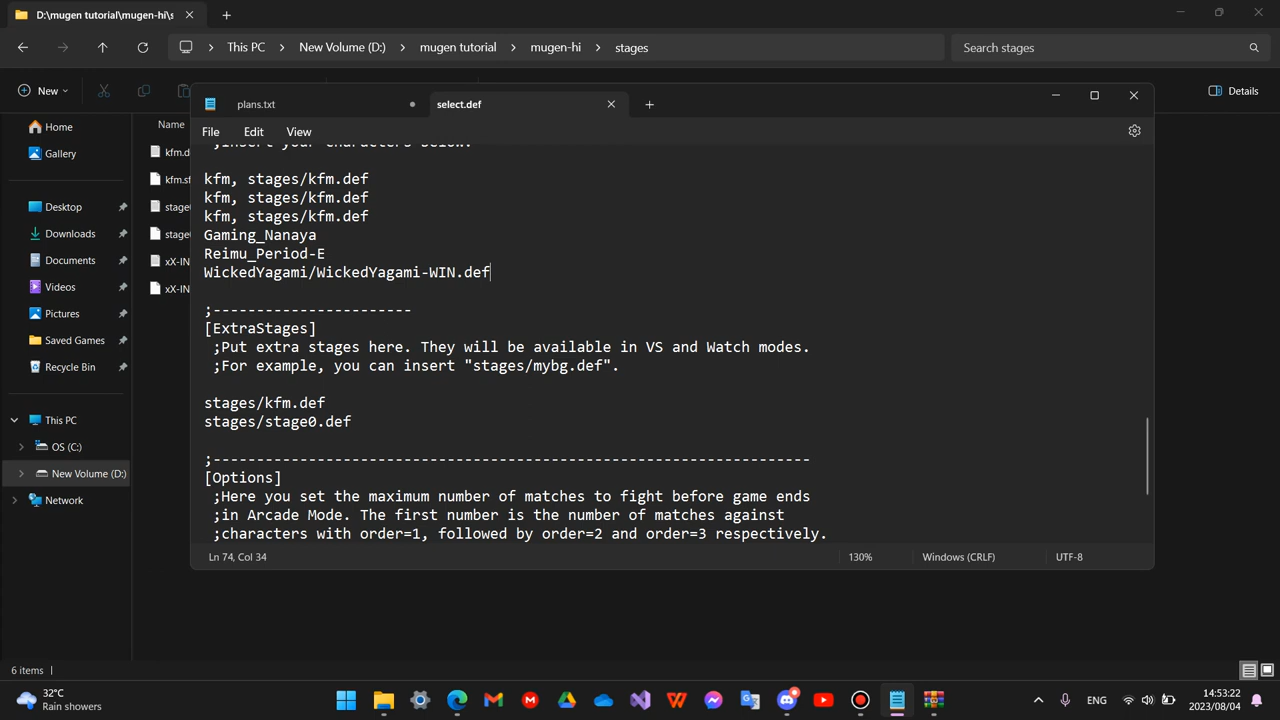 D:\mugen tutorial\mugen-hi\s
This PC
New Volume (D:)
mugen tutorial
mugen-hi
stages
Search stages
New
Details
plans.txt
select.def
File
Edit
View
Home
Gallery
Desktop
Downloads
Documents
Videos
Pictures
Saved Games
Recycle Bin
This PC
OS (C:)
New Volume (D:)
Network
Name
kfm.d
kfm.sf
stage
stage
xX-IN
xX-IN
;Insert your characters below.
kfm, stages/kfm.def
kfm, stages/kfm.def
kfm, stages/kfm.def
Gaming_Nanaya
Reimu_Period-E
WickedYagami/WickedYagami-WIN.def
;-----------------------
[ExtraStages]
;Put extra stages here. They will be available in VS and Watch modes.
;For example, you can insert "stages/mybg.def".
stages/kfm.def
stages/stage0.def
;---------------------------------------------------------------------
[Options]
;Here you set the maximum number of matches to fight before game ends
;in Arcade Mode. The first number is the number of matches against
;characters with order=1, followed by order=2 and order=3 respectively.
Ln 74, Col 34
130%
Windows (CRLF)
UTF-8
6 items
32°C
Rain showers
ENG
14:53:22
2023/08/04